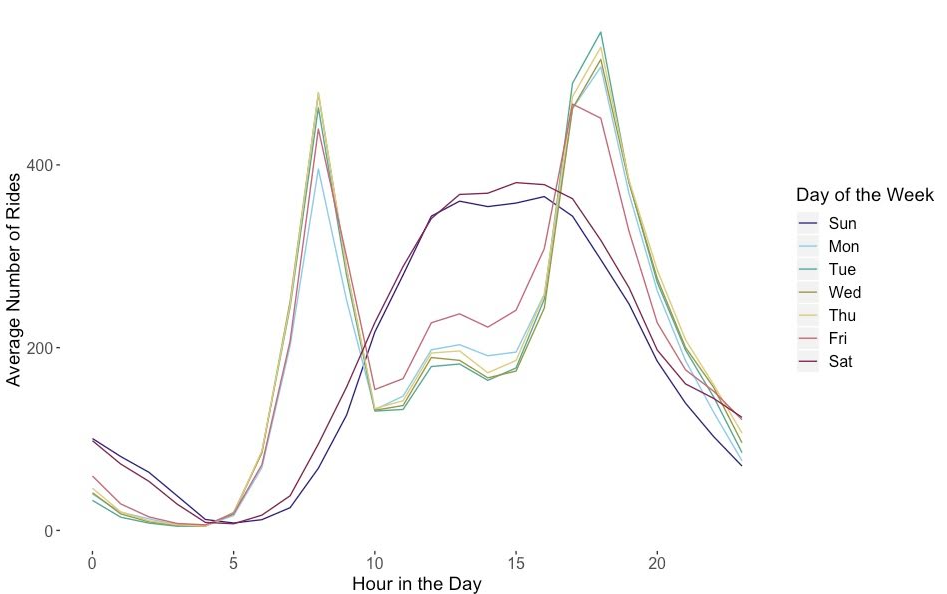 Average Number of Rides
400
200
0
0 5 10 15 20
Hour in the Day
Day of the Week
Sun
Mon
Tue
Wed
Thu
Fri
Sat